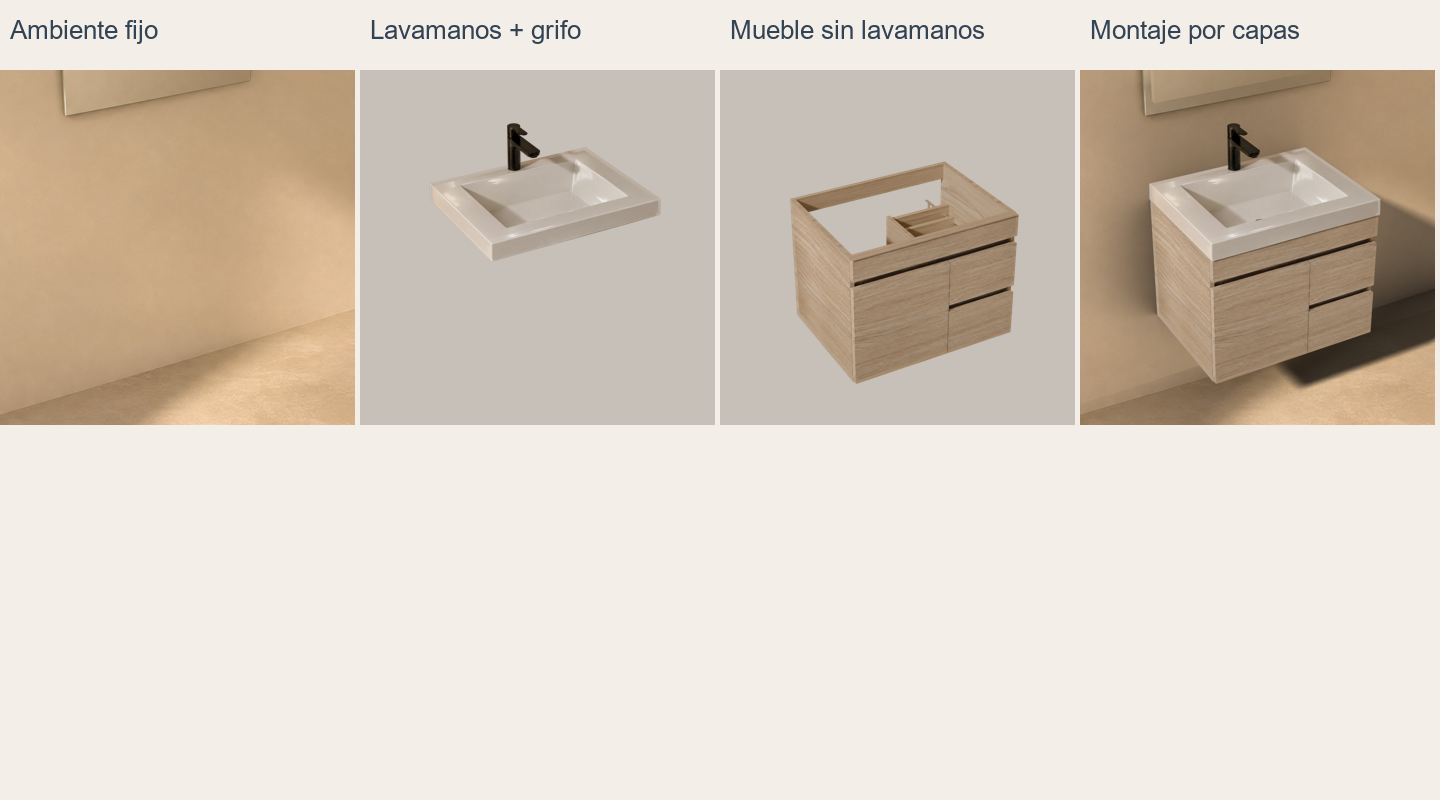 Ambiente fijo
Lavamanos + grifo
Mueble sin lavamanos
Montaje por capas